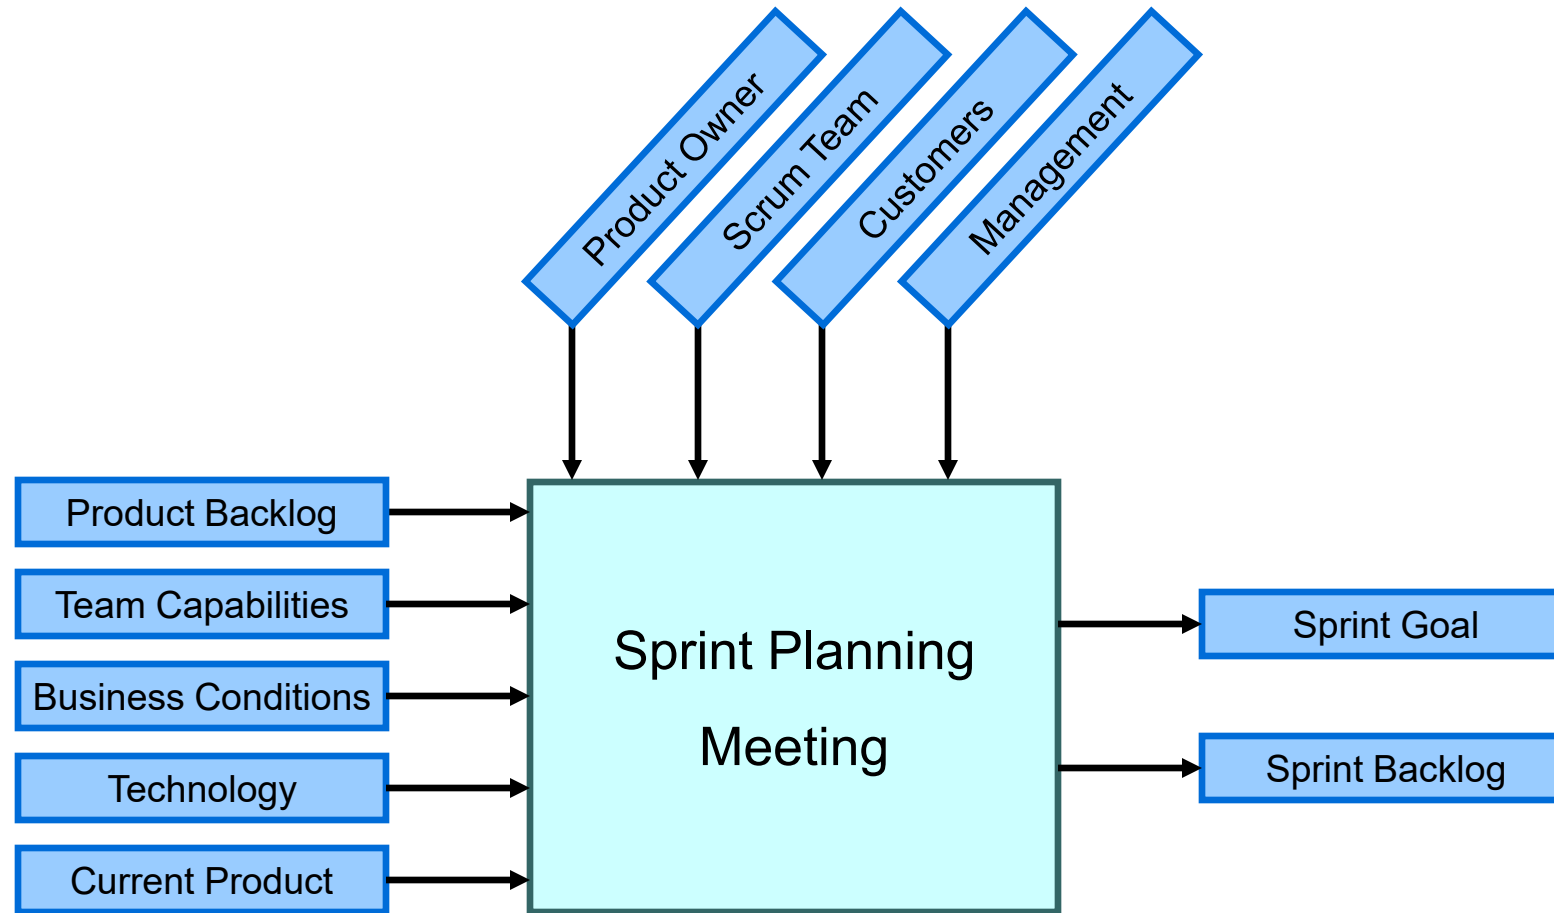 Product Owner
Scrum Team
Customers
Management
Product Backlog
Team Capabilities
Business Conditions
Technology
Current Product
Sprint Planning
Meeting
Sprint Goal
Sprint Backlog